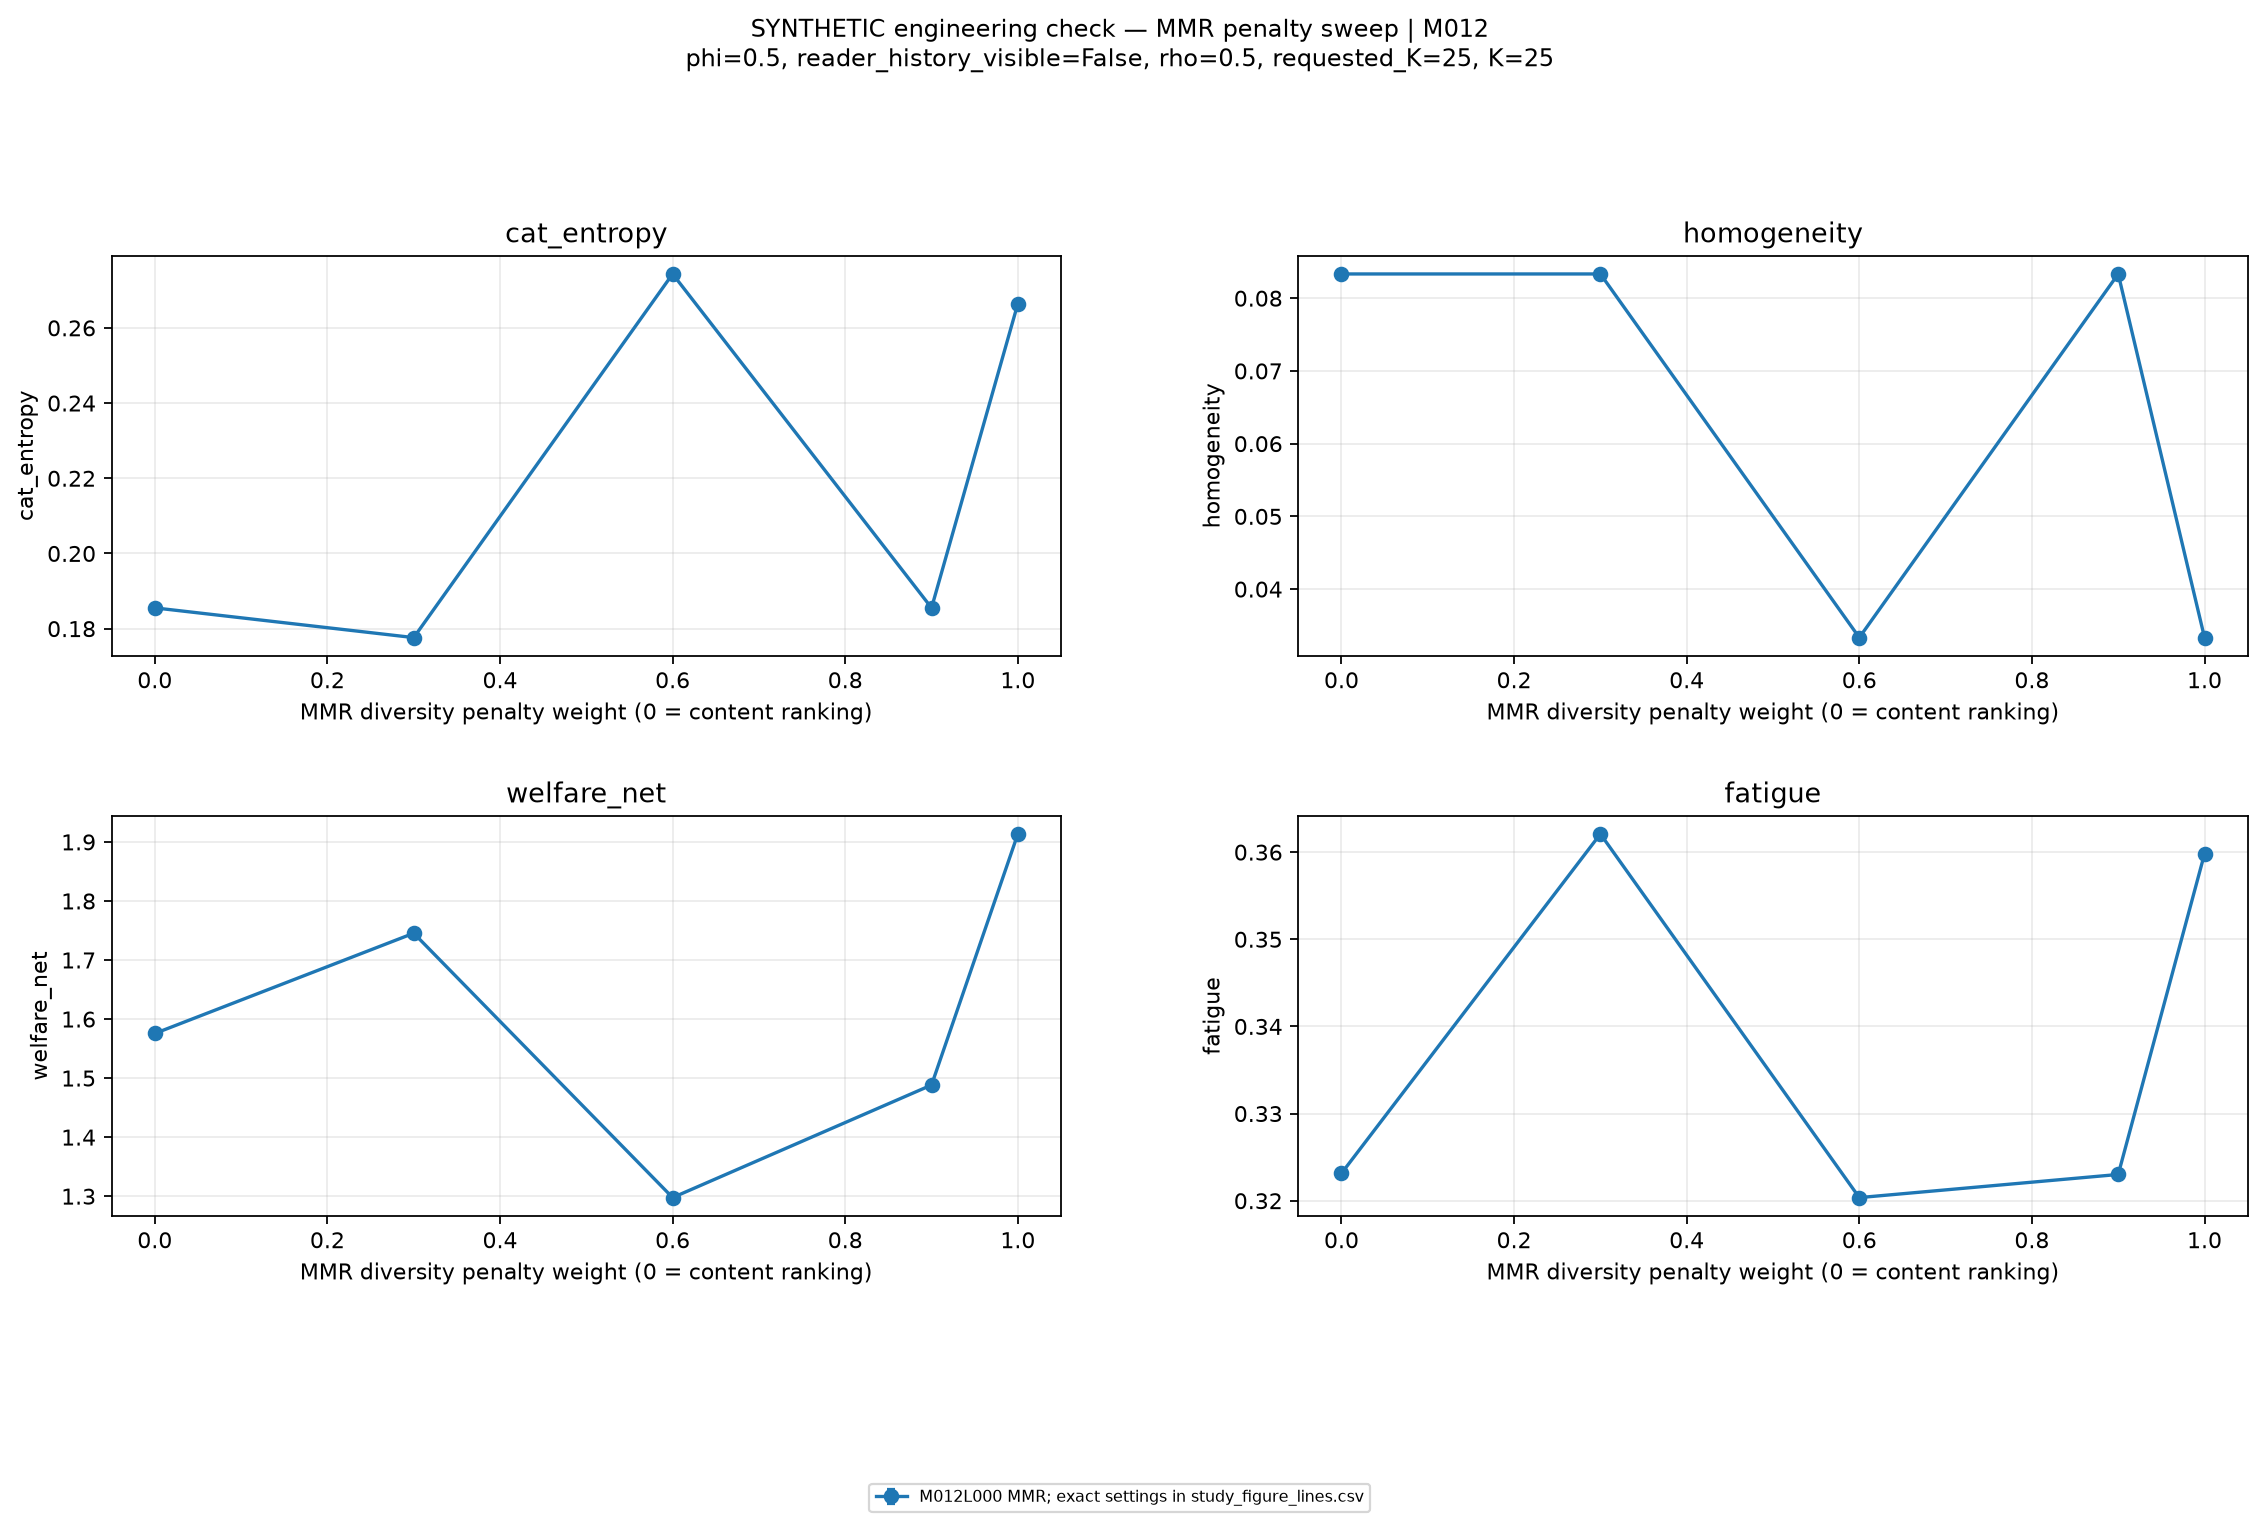 SYNTHETIC engineering check — MMR penalty sweep | M012
phi=0.5, reader_history_visible=False, rho=0.5, requested_K=25, K=25
cat_entropy
cat_entropy
0.26
0.24
0.22
0.20
0.18
0.0 0.2 0.4 0.6 0.8 1.0
MMR diversity penalty weight (0 = content ranking)
homogeneity
homogeneity
0.08
0.07
0.06
0.05
0.04
0.0 0.2 0.4 0.6 0.8 1.0
MMR diversity penalty weight (0 = content ranking)
welfare_net
welfare_net
1.9
1.8
1.7
1.6
1.5
1.4
1.3
0.0 0.2 0.4 0.6 0.8 1.0
MMR diversity penalty weight (0 = content ranking)
fatigue
fatigue
0.36
0.35
0.34
0.33
0.32
0.0 0.2 0.4 0.6 0.8 1.0
MMR diversity penalty weight (0 = content ranking)
M012L000 MMR; exact settings in study_figure_lines.csv